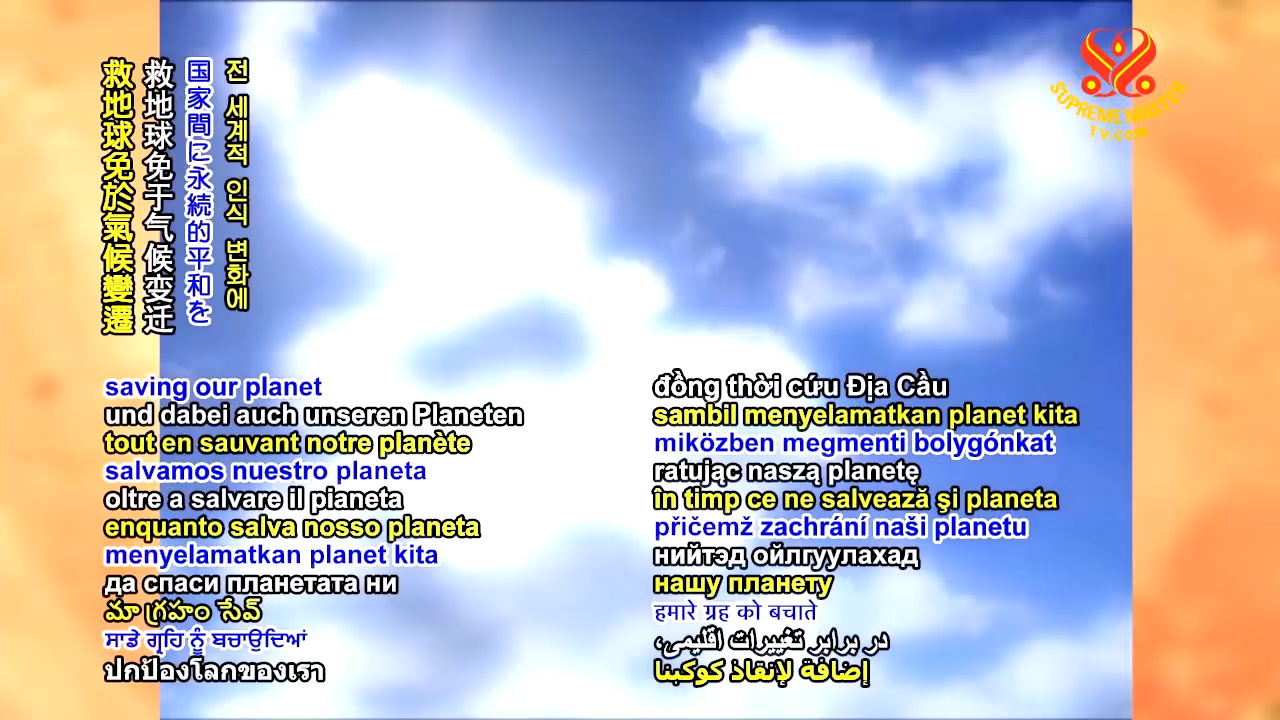 救地球免於氣候變遷
救地球免于气候变迁
国家間に永続的平和を
전 세계적 인식 변화에
SUPREME MASTER
TV.com
saving our planet
und dabei auch unseren Planeten
tout en sauvant notre planète
salvamos nuestro planeta
oltre a salvare il pianeta
enquanto salva nosso planeta
menyelamatkan planet kita
да спаси планетата ни
మా గ్రహం సేవ్
ਸਾਡੇ ਗ੍ਰਹਿ ਨੂੰ ਬਚਾਉਦਿਆਂ
ปกป้องโลกของเรา
đồng thời cứu Địa Cầu
sambil menyelamatkan planet kita
miközben megmenti bolygónkat
ratując naszą planetę
în timp ce ne salvează şi planeta
přičemž zachrání naši planetu
нийтэд ойлгуулахад
нашу планету
हमारे ग्रह को बचाते
در برابر تغییرات اقلیمی،
إضافة لإنقاذ كوكبنا